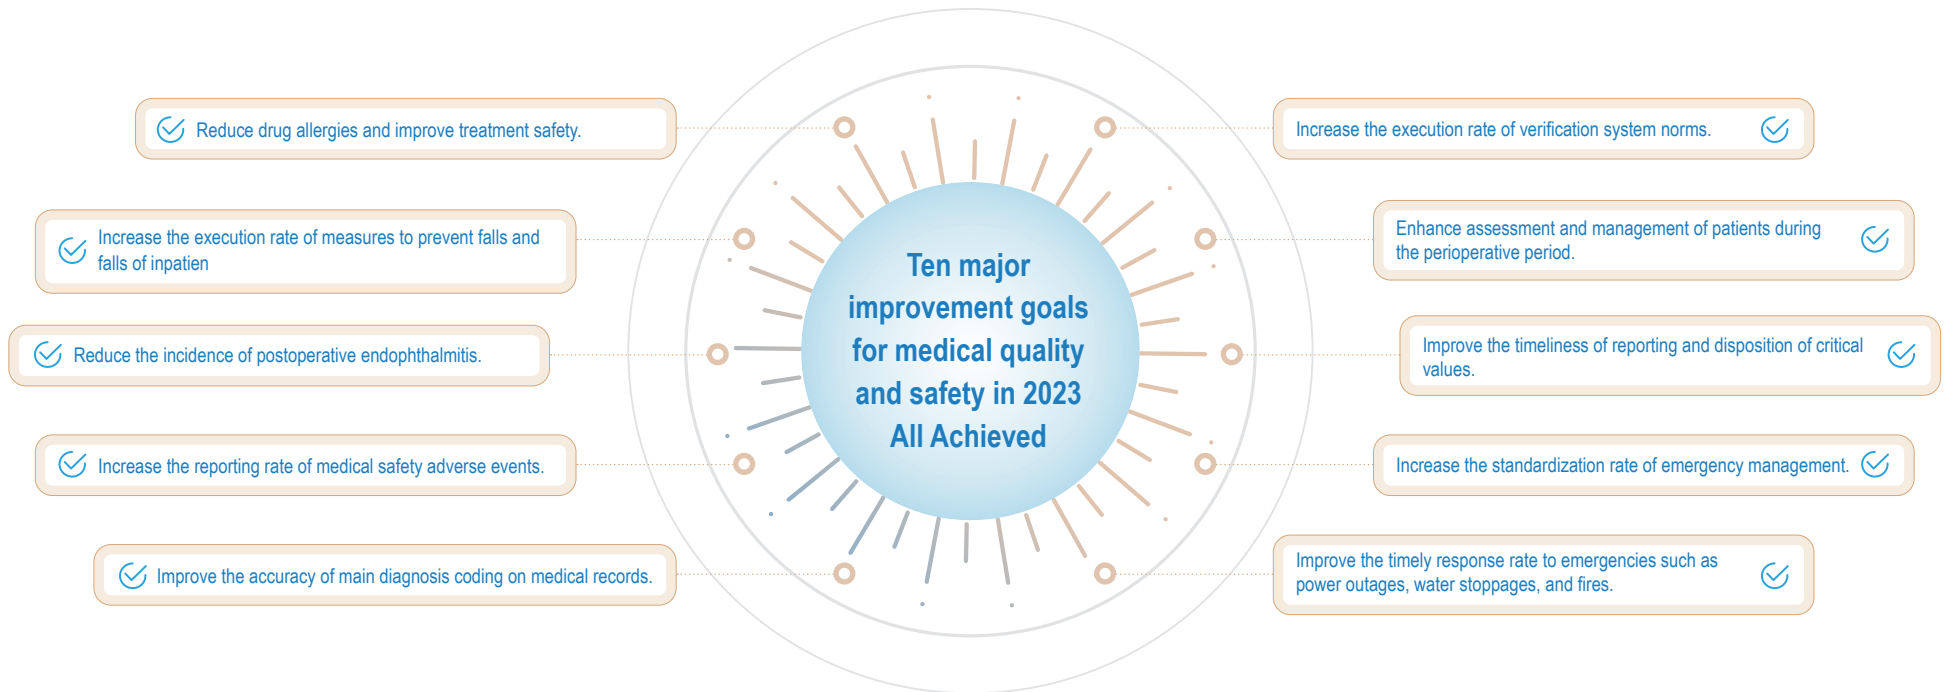 Reduce drug allergies and improve treatment safety.
Increase the execution rate of measures to prevent falls and
falls of inpatien
Reduce the incidence of postoperative endophthalmitis.
Increase the reporting rate of medical safety adverse events.
Improve the accuracy of main diagnosis coding on medical records.
Ten major
improvement goals
for medical quality
and safety in 2023
All Achieved
Increase the execution rate of verification system norms.
Enhance assessment and management of patients during
the perioperative period.
Improve the timeliness of reporting and disposition of critical
values.
Increase the standardization rate of emergency management.
Improve the timely response rate to emergencies such as
power outages, water stoppages, and fires.